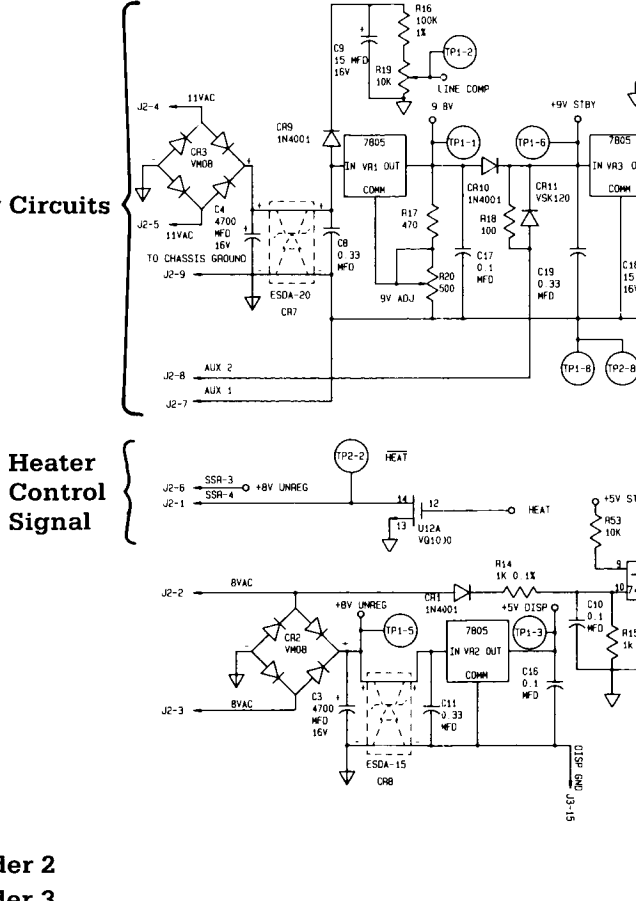 R16
100K
1%
C9
15 MFD
16V
R19
10K
TP1-2
LINE COMP
11VAC
J2-4
CR3
VM08
CR9
1N4001
9 8V
7805
IN VR1 OUT
COMM
TP1-1
TP1-6
+9V STBY
7805
IN VR3
COMM
CR10
1N4001
CR11
VSK120
R18
100
R17
470
Circuits
C4
4700
MFD
16V
J2-5
11VAC
TO CHASSIS GROUND
J2-9
C8
0.33
MFD
ESDA-20
CR7
R20
500
9V ADJ
C17
0.1
MFD
C19
0.33
MFD
C18
15
16V
TP1-8
TP2-8
J2-8
AUX 2
J2-7
AUX 1
Heater
Control
Signal
TP2-2
HEAT
J2-6
SSR-3
+8V UNREG
J2-1
SSR-4
14
12
13
U12A
HEAT
+5V ST
R53
10K
9
10
J2-2
8VAC
CR1
1N4001
R14
1K 0.1%
CR2
VM08
+8V UNREG
TP1-5
7805
IN VR2 OUT
COMM
+5V DISP
TP1-3
C10
0.1
MFD
R15
1k
J2-3
8VAC
C3
4700
MFD
16V
ESDA-15
CR8
C11
0.33
MFD
C16
0.1
MFD
DISP GND
J3-15
der 2
der 3